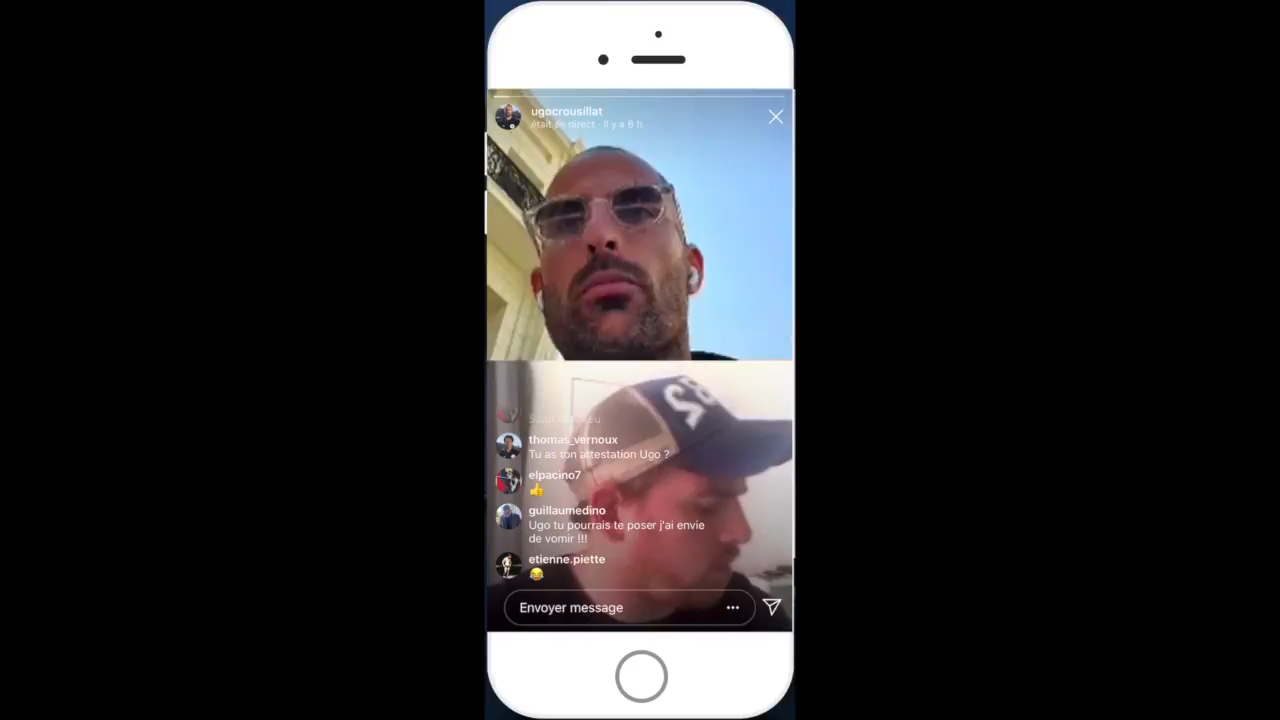 ugocrousillat
était en direct · Il y a 6 h
thomas_vernoux
Tu as ton attestation Ugo ?
elpacino7
👍
guillaumedino
Ugo tu pourrais te poser j'ai envie
de vomir !!!
etienne.piette
😂
Envoyer message